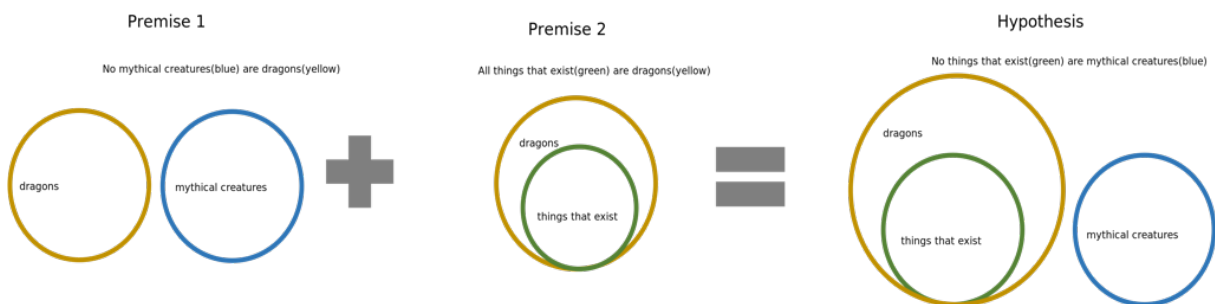 Premise 1
No mythical creatures(blue) are dragons(yellow)
dragons
mythical creatures
Premise 2
All things that exist(green) are dragons(yellow)
dragons
things that exist
Hypothesis
No things that exist(green) are mythical creatures(blue)
dragons
things that exist
mythical creatures